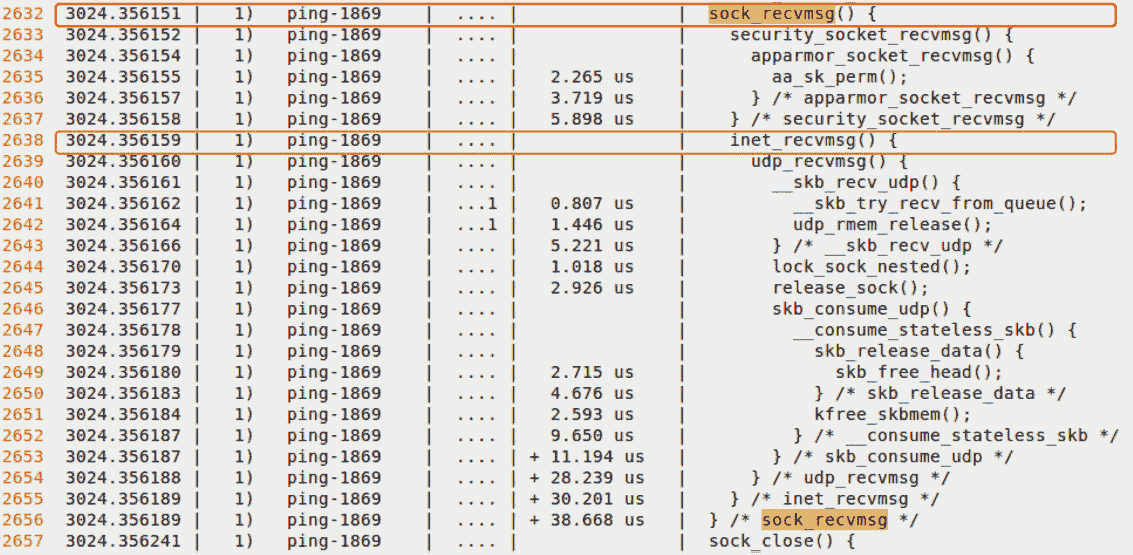 2632 3024.356151 | 1) ping-1869 | .... | | sock_recvmsg() {
2633 3024.356152 | 1) ping-1869 | .... | | security_socket_recvmsg() {
2634 3024.356154 | 1) ping-1869 | .... | | apparmor_socket_recvmsg() {
2635 3024.356155 | 1) ping-1869 | .... | 2.265 us | aa_sk_perm();
2636 3024.356157 | 1) ping-1869 | .... | 3.719 us | } /* apparmor_socket_recvmsg */
2637 3024.356158 | 1) ping-1869 | .... | 5.898 us | } /* security_socket_recvmsg */
2638 3024.356159 | 1) ping-1869 | .... | | inet_recvmsg() {
2639 3024.356160 | 1) ping-1869 | .... | | udp_recvmsg() {
2640 3024.356161 | 1) ping-1869 | .... | | __skb_recv_udp() {
2641 3024.356162 | 1) ping-1869 | ...1 | 0.807 us | __skb_try_recv_from_queue();
2642 3024.356164 | 1) ping-1869 | ...1 | 1.446 us | udp_rmem_release();
2643 3024.356166 | 1) ping-1869 | .... | 5.221 us | } /* __skb_recv_udp */
2644 3024.356170 | 1) ping-1869 | .... | 1.018 us | lock_sock_nested();
2645 3024.356173 | 1) ping-1869 | .... | 2.926 us | release_sock();
2646 3024.356177 | 1) ping-1869 | .... | | skb_consume_udp() {
2647 3024.356178 | 1) ping-1869 | .... | | __consume_stateless_skb() {
2648 3024.356179 | 1) ping-1869 | .... | | skb_release_data() {
2649 3024.356180 | 1) ping-1869 | .... | 2.715 us | skb_free_head();
2650 3024.356183 | 1) ping-1869 | .... | 4.676 us | } /* skb_release_data */
2651 3024.356184 | 1) ping-1869 | .... | 2.593 us | kfree_skbmem();
2652 3024.356187 | 1) ping-1869 | .... | 9.650 us | } /* __consume_stateless_skb */
2653 3024.356187 | 1) ping-1869 | .... | + 11.194 us | } /* skb_consume_udp */
2654 3024.356188 | 1) ping-1869 | .... | + 28.239 us | } /* udp_recvmsg */
2655 3024.356189 | 1) ping-1869 | .... | + 30.201 us | } /* inet_recvmsg */
2656 3024.356189 | 1) ping-1869 | .... | + 38.668 us | } /* sock_recvmsg */
2657 3024.356241 | 1) ping-1869 | .... | | sock_close() {